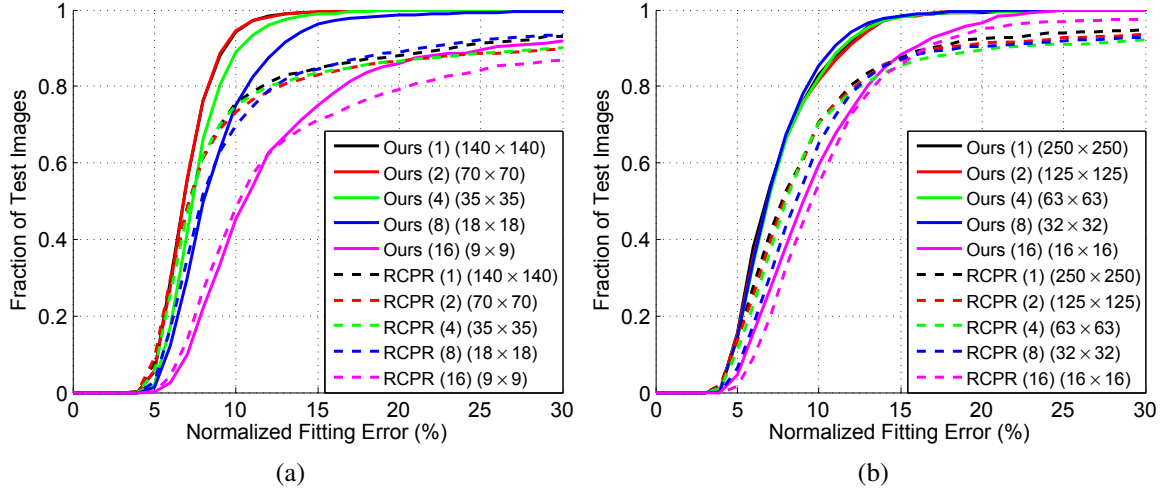 1
0.8
0.6
0.4
0.2
0
Fraction of Test Images
0 5 10 15 20 25 30
Normalized Fitting Error (%)
Ours (1) (140 × 140)
Ours (2) (70 × 70)
Ours (4) (35 × 35)
Ours (8) (18 × 18)
Ours (16) (9 × 9)
RCPR (1) (140 × 140)
RCPR (2) (70 × 70)
RCPR (4) (35 × 35)
RCPR (8) (18 × 18)
RCPR (16) (9 × 9)
(a)
1
0.8
0.6
0.4
0.2
0
Fraction of Test Images
0 5 10 15 20 25 30
Normalized Fitting Error (%)
Ours (1) (250 × 250)
Ours (2) (125 × 125)
Ours (4) (63 × 63)
Ours (8) (32 × 32)
Ours (16) (16 × 16)
RCPR (1) (250 × 250)
RCPR (2) (125 × 125)
RCPR (4) (63 × 63)
RCPR (8) (32 × 32)
RCPR (16) (16 × 16)
(b)